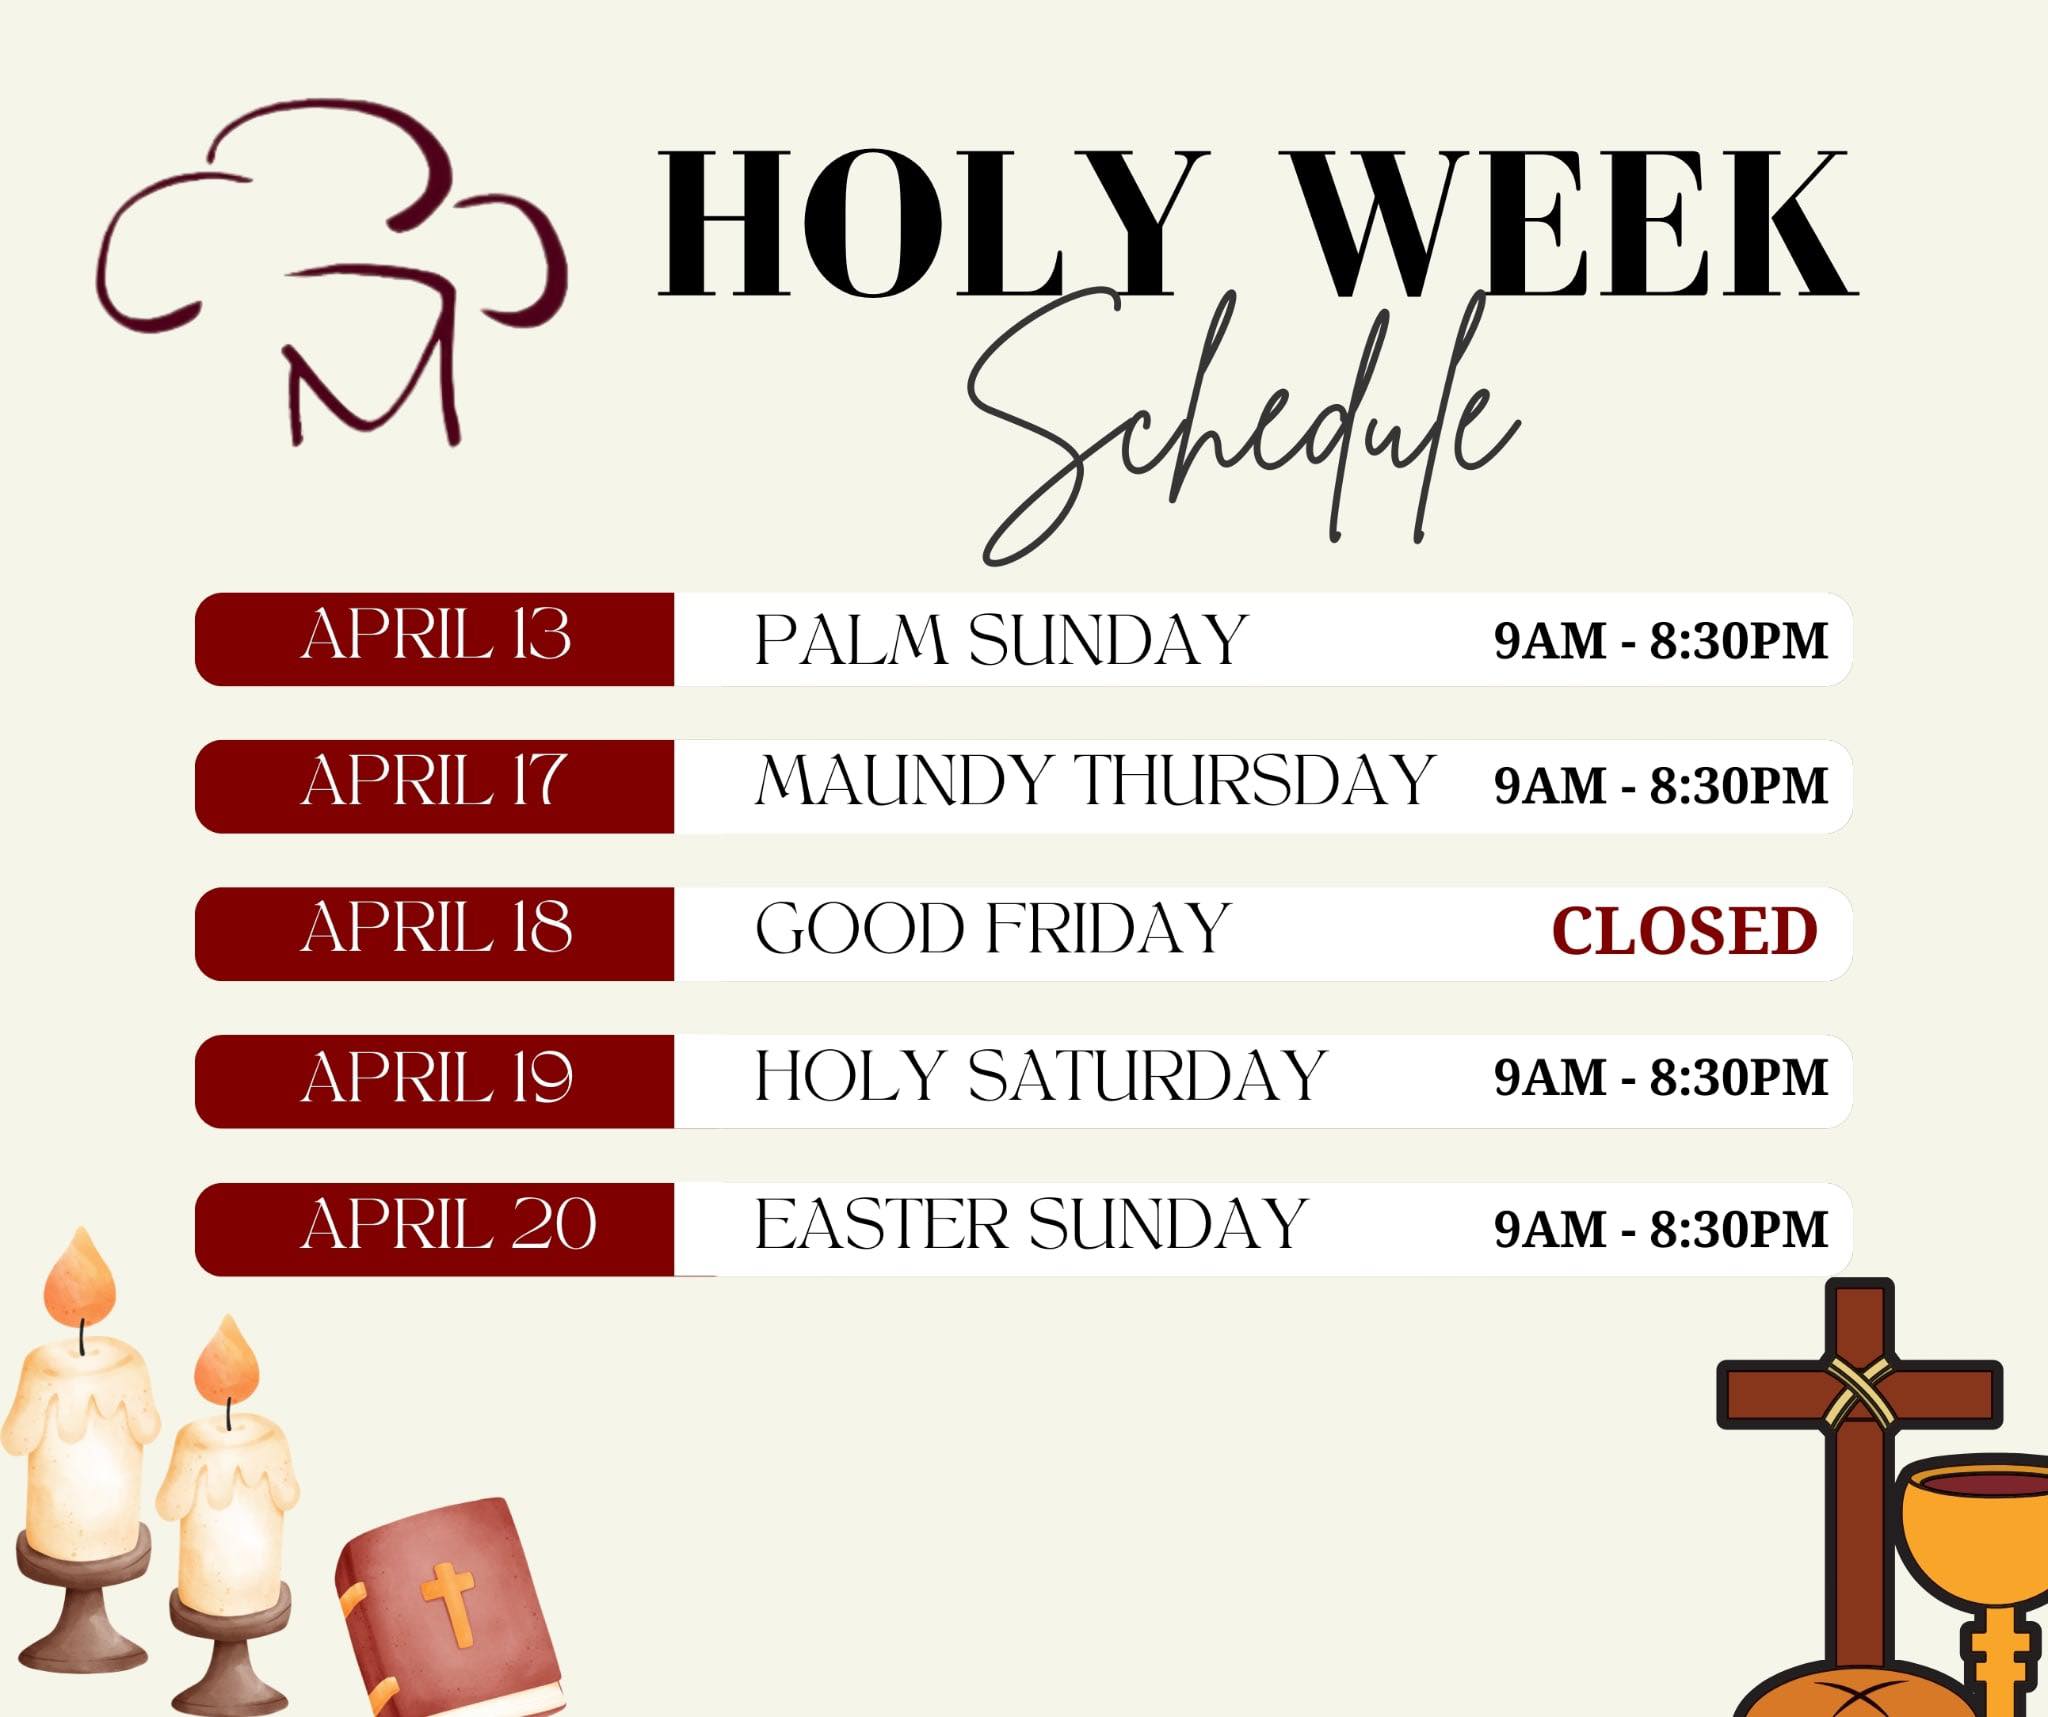 HOLY WEEK
Schedule
APRIL 13 PALM SUNDAY 9AM - 8:30PM
APRIL 17 MAUNDY THURSDAY 9AM - 8:30PM
APRIL 18 GOOD FRIDAY CLOSED
APRIL 19 HOLY SATURDAY 9AM - 8:30PM
APRIL 20 EASTER SUNDAY 9AM - 8:30PM